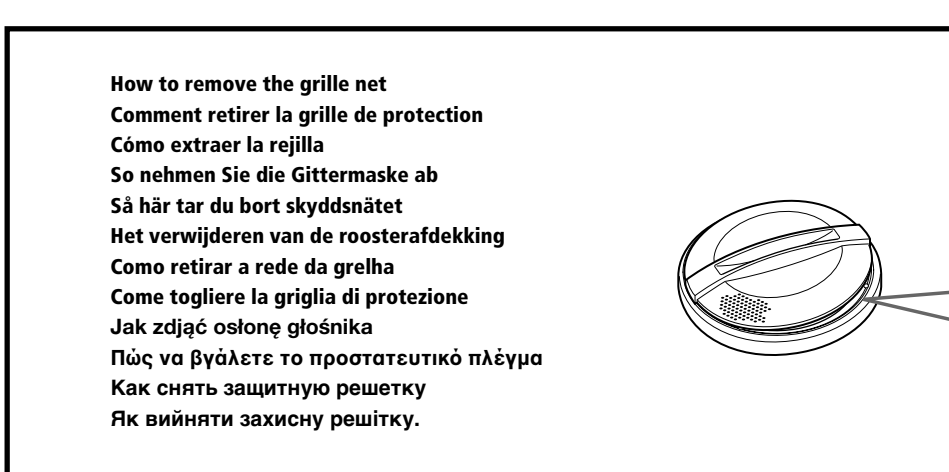 How to remove the grille net
Comment retirer la grille de protection
Cómo extraer la rejilla
So nehmen Sie die Gittermaske ab
Så här tar du bort skyddsnätet
Het verwijderen van de roosterafdekking
Como retirar a rede da grelha
Come togliere la griglia di protezione
Jak zdjąć osłonę głośnika
Πώς να βγάλετε το προστατευτικό πλέγμα
Как снять защитную решетку
Як вийняти захисну решітку.